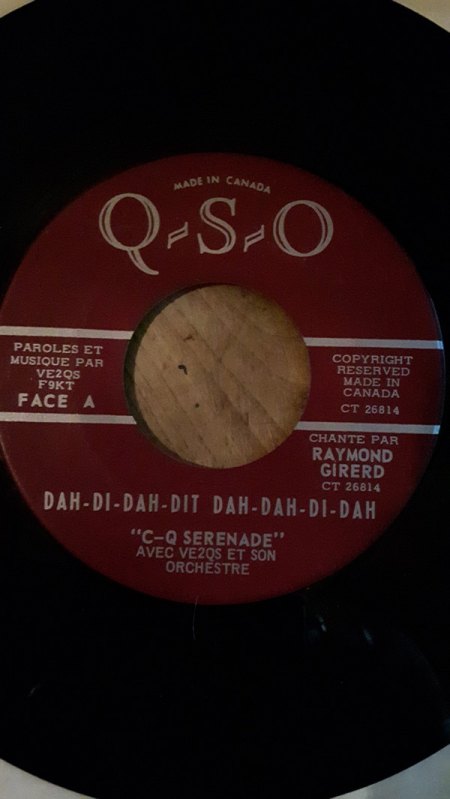 MADE IN CANADA
Q-S-O
PAROLES ET
MUSIQUE PAR
VE2QS
F9KT
FACE A
COPYRIGHT
RESERVED
MADE IN
CANADA
CT 26814
CHANTE PAR
RAYMOND
GIRERD
CT 26814
DAH-DI-DAH-DIT DAH-DAH-DI-DAH
"C-Q SERENADE"
AVEC VE2QS ET SON
ORCHESTRE